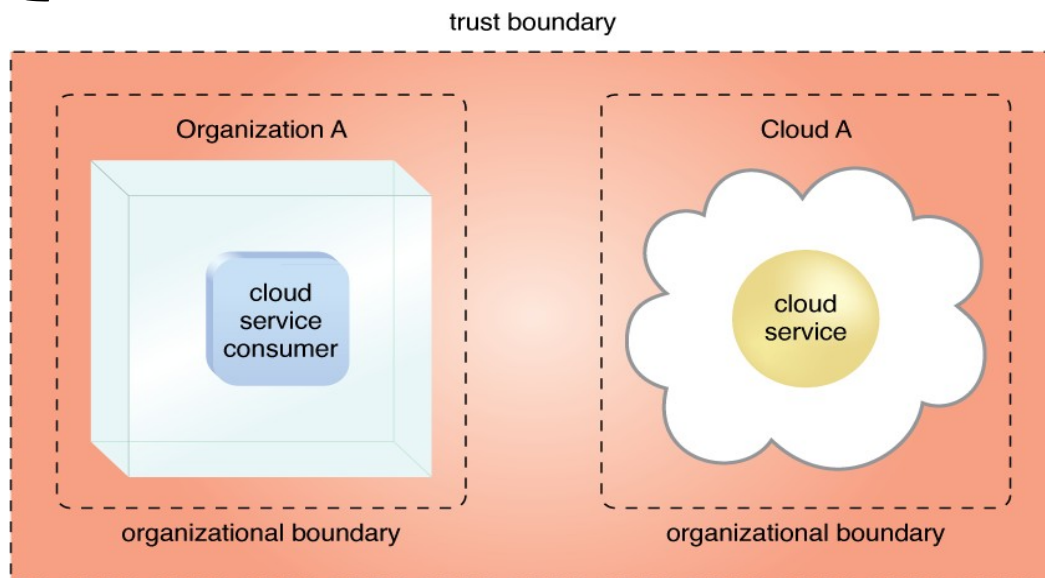 trust boundary
Organization A
Cloud A
cloud
service
consumer
cloud
service
organizational boundary
organizational boundary